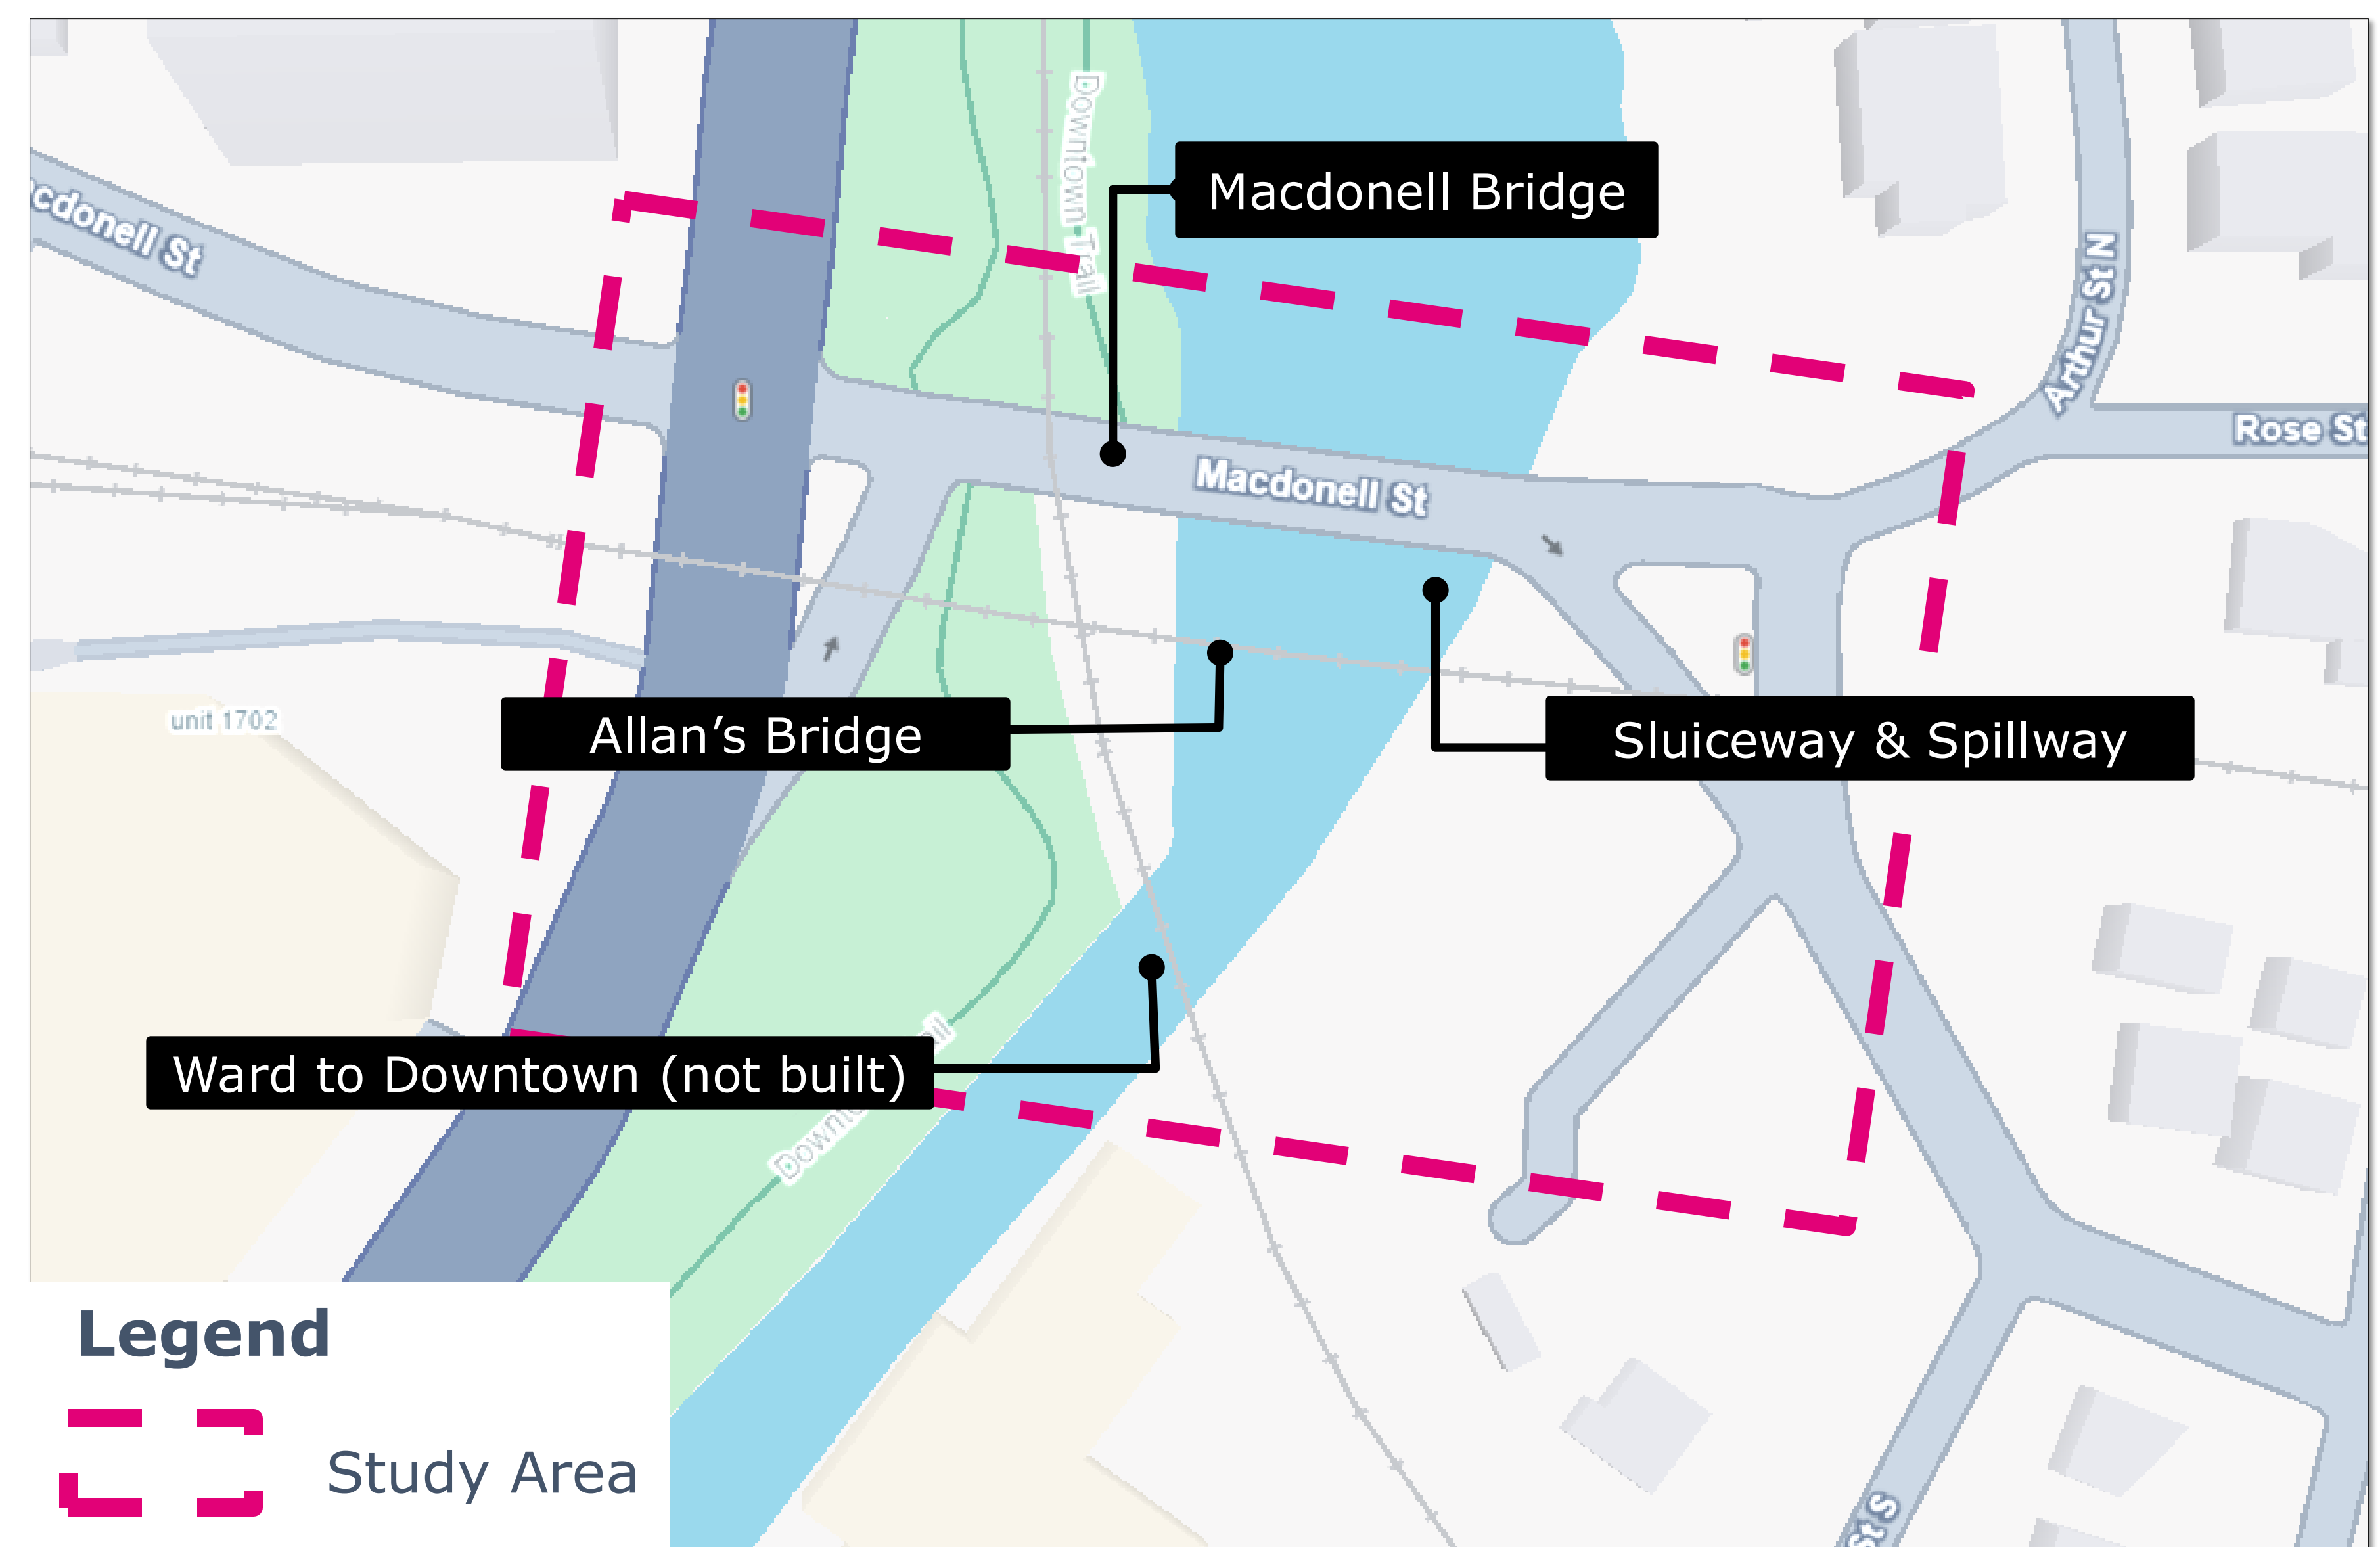 Downtown Trail
Macdonell Bridge
cdonell St
Arthur St N
Rose St
Macdonell St
unit 1702
Allan’s Bridge
Sluiceway & Spillway
Ward to Downtown (not built)
Legend
Study Area
St S